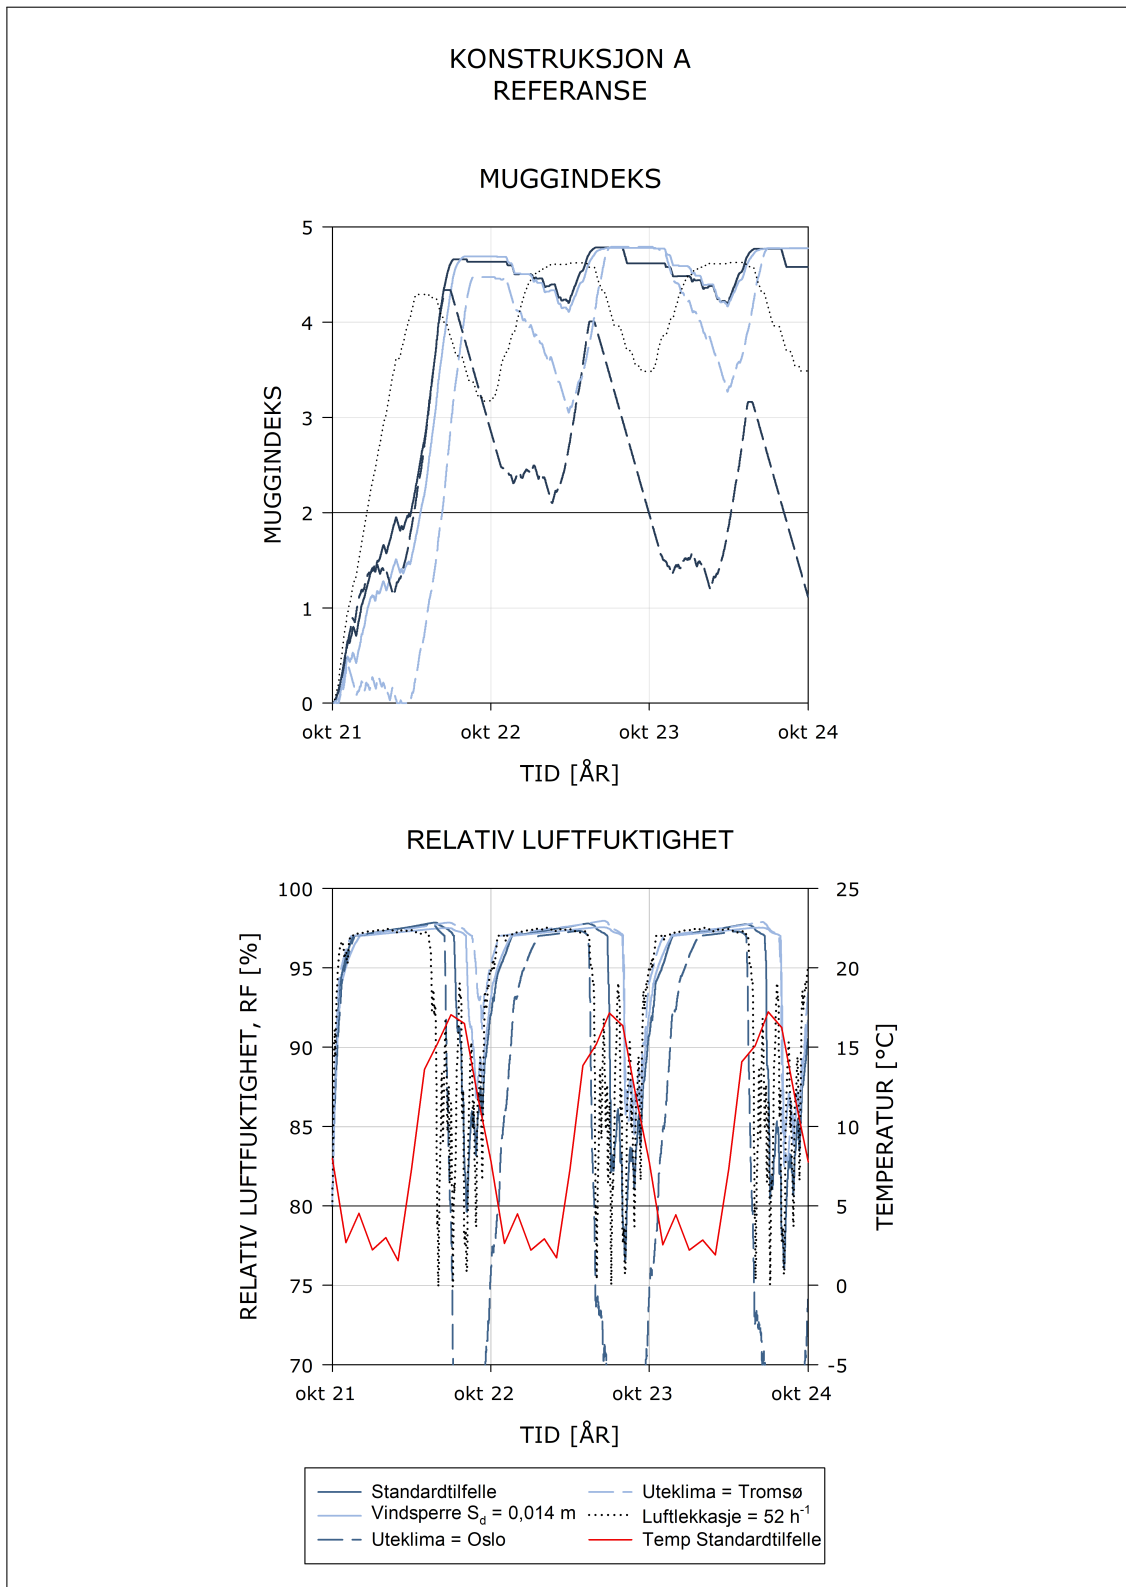 KONSTRUKSJON A
REFERANSE
MUGGINDEKS
MUGGINDEKS
5
4
3
2
1
0
okt 21
okt 22
okt 23
okt 24
TID [ÅR]
RELATIV LUFTFUKTIGHET
RELATIV LUFTFUKTIGHET, RF [%]
100
95
90
85
80
75
70
25
20
15
10
5
0
-5
TEMPERATUR [°C]
okt 21
okt 22
okt 23
okt 24
TID [ÅR]
Standardtilfelle
Vindsperre S_d = 0,014 m
Uteklima = Oslo
Uteklima = Tromsø
Luftlekkasje = 52 h⁻¹
Temp Standardtilfelle